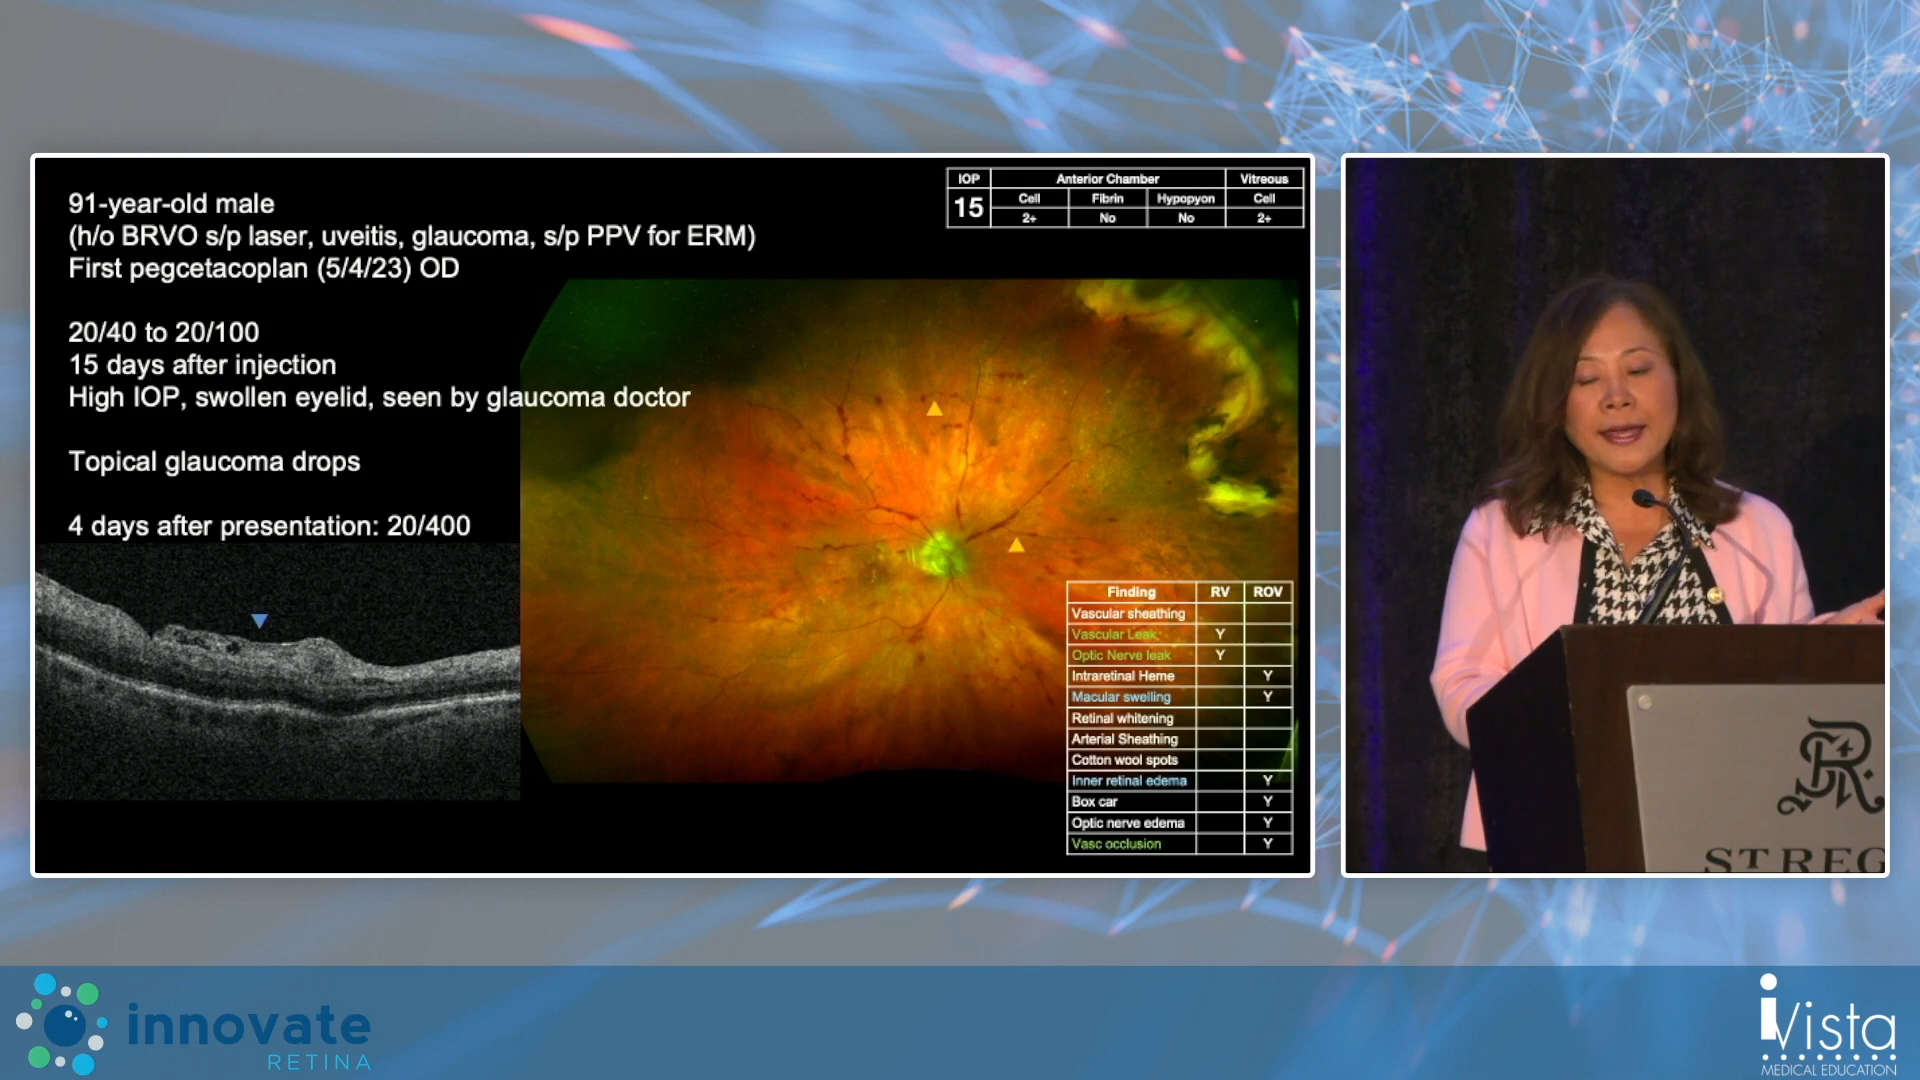 91-year-old male
(h/o BRVO s/p laser, uveitis, glaucoma, s/p PPV for ERM)
First pegcetacoplan (5/4/23) OD
20/40 to 20/100
15 days after injection
High IOP, swollen eyelid, seen by glaucoma doctor
Topical glaucoma drops
4 days after presentation: 20/400
IOP Anterior Chamber Vitreous
15 Cell Fibrin Hypopyon Cell
2+ No No 2+
Finding RV ROV
Vascular sheathing
Vascular Leak Y
Optic Nerve leak Y
Intraretinal Heme Y
Macular swelling Y
Retinal whitening
Arterial Sheathing
Cotton wool spots
Inner retinal edema Y
Box car Y
Optic nerve edema Y
Vasc occlusion Y
ST REG
innovate
RETINA
iVista
MEDICAL EDUCATION